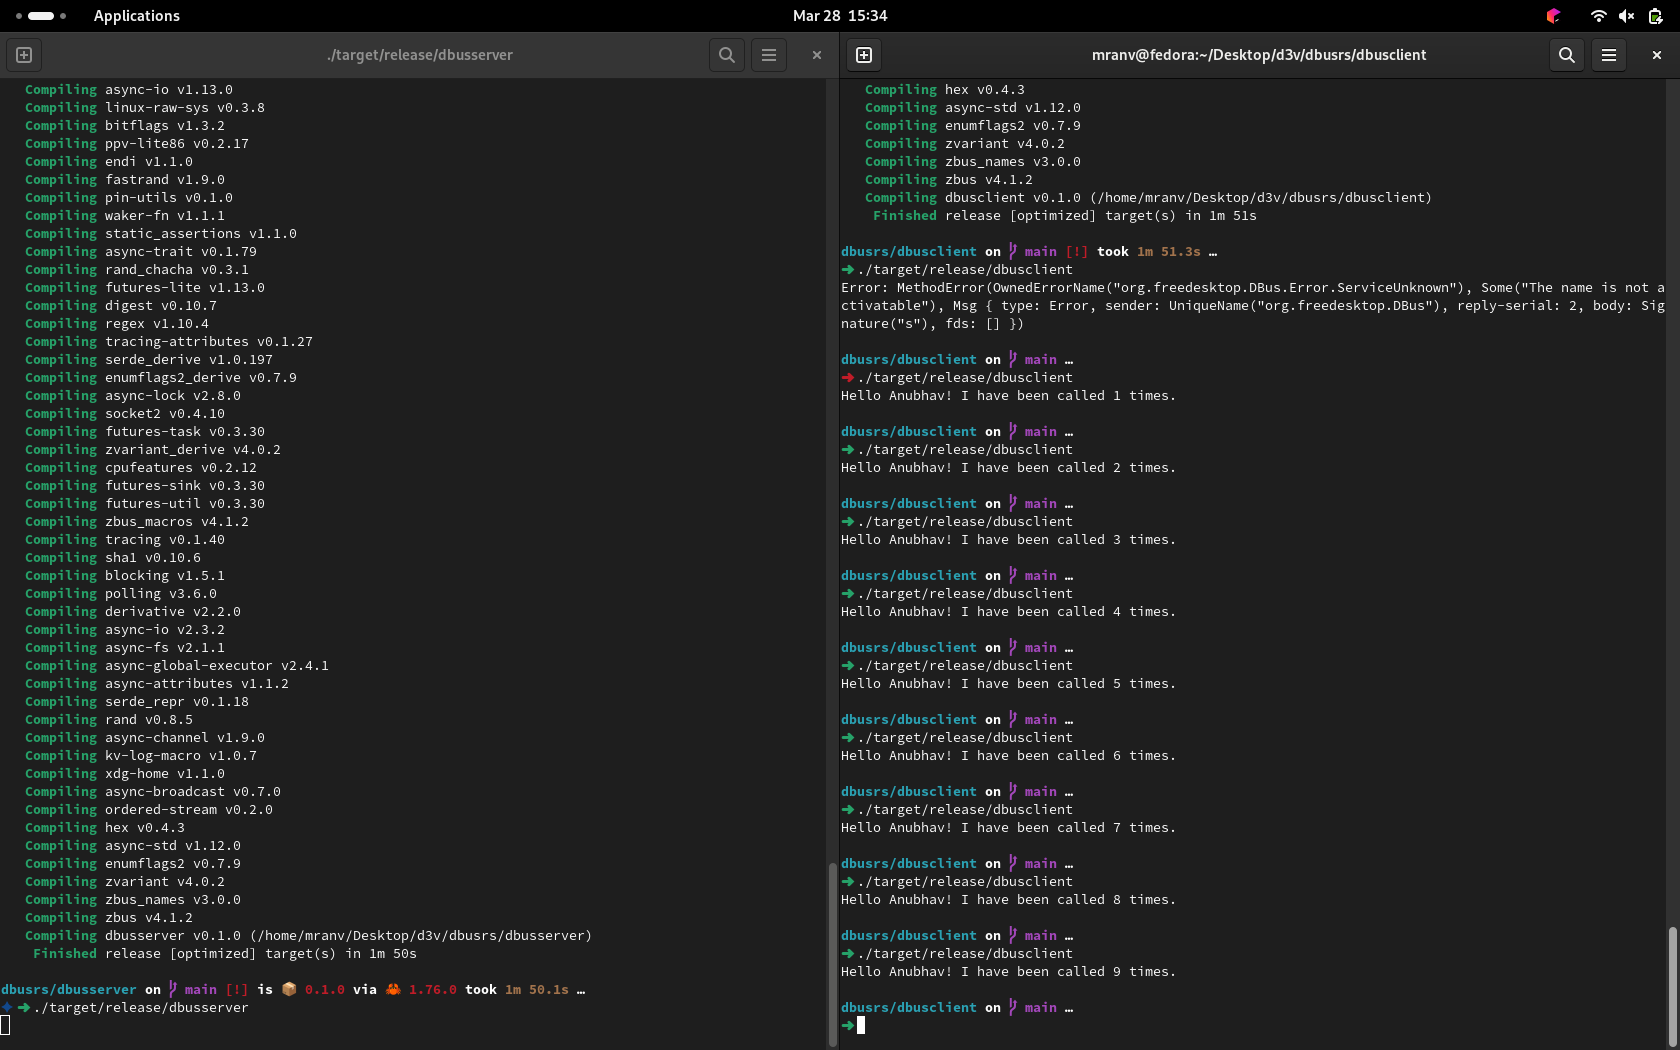 Applications
Mar 28 15:34
./target/release/dbusserver
Compiling async-io v1.13.0
Compiling linux-raw-sys v0.3.8
Compiling bitflags v1.3.2
Compiling ppv-lite86 v0.2.17
Compiling endi v1.1.0
Compiling fastrand v1.9.0
Compiling pin-utils v0.1.0
Compiling waker-fn v1.1.1
Compiling static_assertions v1.1.0
Compiling async-trait v0.1.79
Compiling rand_chacha v0.3.1
Compiling futures-lite v1.13.0
Compiling digest v0.10.7
Compiling regex v1.10.4
Compiling tracing-attributes v0.1.27
Compiling serde_derive v1.0.197
Compiling enumflags2_derive v0.7.9
Compiling async-lock v2.8.0
Compiling socket2 v0.4.10
Compiling futures-task v0.3.30
Compiling zvariant_derive v4.0.2
Compiling cpufeatures v0.2.12
Compiling futures-sink v0.3.30
Compiling futures-util v0.3.30
Compiling zbus_macros v4.1.2
Compiling tracing v0.1.40
Compiling sha1 v0.10.6
Compiling blocking v1.5.1
Compiling polling v3.6.0
Compiling derivative v2.2.0
Compiling async-io v2.3.2
Compiling async-fs v2.1.1
Compiling async-global-executor v2.4.1
Compiling async-attributes v1.1.2
Compiling serde_repr v0.1.18
Compiling rand v0.8.5
Compiling async-channel v1.9.0
Compiling kv-log-macro v1.0.7
Compiling xdg-home v1.1.0
Compiling async-broadcast v0.7.0
Compiling ordered-stream v0.2.0
Compiling hex v0.4.3
Compiling async-std v1.12.0
Compiling enumflags2 v0.7.9
Compiling zvariant v4.0.2
Compiling zbus_names v3.0.0
Compiling zbus v4.1.2
Compiling dbusserver v0.1.0 (/home/mranv/Desktop/d3v/dbusrs/dbusserver)
Finished release [optimized] target(s) in 1m 50s
dbusrs/dbusserver on main [!] is 📦 0.1.0 via 🦀 1.76.0 took 1m 50.1s …
✦ ➜ ./target/release/dbusserver
mranv@fedora:~/Desktop/d3v/dbusrs/dbusclient
Compiling hex v0.4.3
Compiling async-std v1.12.0
Compiling enumflags2 v0.7.9
Compiling zvariant v4.0.2
Compiling zbus_names v3.0.0
Compiling zbus v4.1.2
Compiling dbusclient v0.1.0 (/home/mranv/Desktop/d3v/dbusrs/dbusclient)
Finished release [optimized] target(s) in 1m 51s
dbusrs/dbusclient on main [!] took 1m 51.3s …
➜ ./target/release/dbusclient
Error: MethodError(OwnedErrorName("org.freedesktop.DBus.Error.ServiceUnknown"), Some("The name is not a
ctivatable"), Msg { type: Error, sender: UniqueName("org.freedesktop.DBus"), reply-serial: 2, body: Sig
nature("s"), fds: [] })
dbusrs/dbusclient on main …
➜ ./target/release/dbusclient
Hello Anubhav! I have been called 1 times.
dbusrs/dbusclient on main …
➜ ./target/release/dbusclient
Hello Anubhav! I have been called 2 times.
dbusrs/dbusclient on main …
➜ ./target/release/dbusclient
Hello Anubhav! I have been called 3 times.
dbusrs/dbusclient on main …
➜ ./target/release/dbusclient
Hello Anubhav! I have been called 4 times.
dbusrs/dbusclient on main …
➜ ./target/release/dbusclient
Hello Anubhav! I have been called 5 times.
dbusrs/dbusclient on main …
➜ ./target/release/dbusclient
Hello Anubhav! I have been called 6 times.
dbusrs/dbusclient on main …
➜ ./target/release/dbusclient
Hello Anubhav! I have been called 7 times.
dbusrs/dbusclient on main …
➜ ./target/release/dbusclient
Hello Anubhav! I have been called 8 times.
dbusrs/dbusclient on main …
➜ ./target/release/dbusclient
Hello Anubhav! I have been called 9 times.
dbusrs/dbusclient on main …
➜